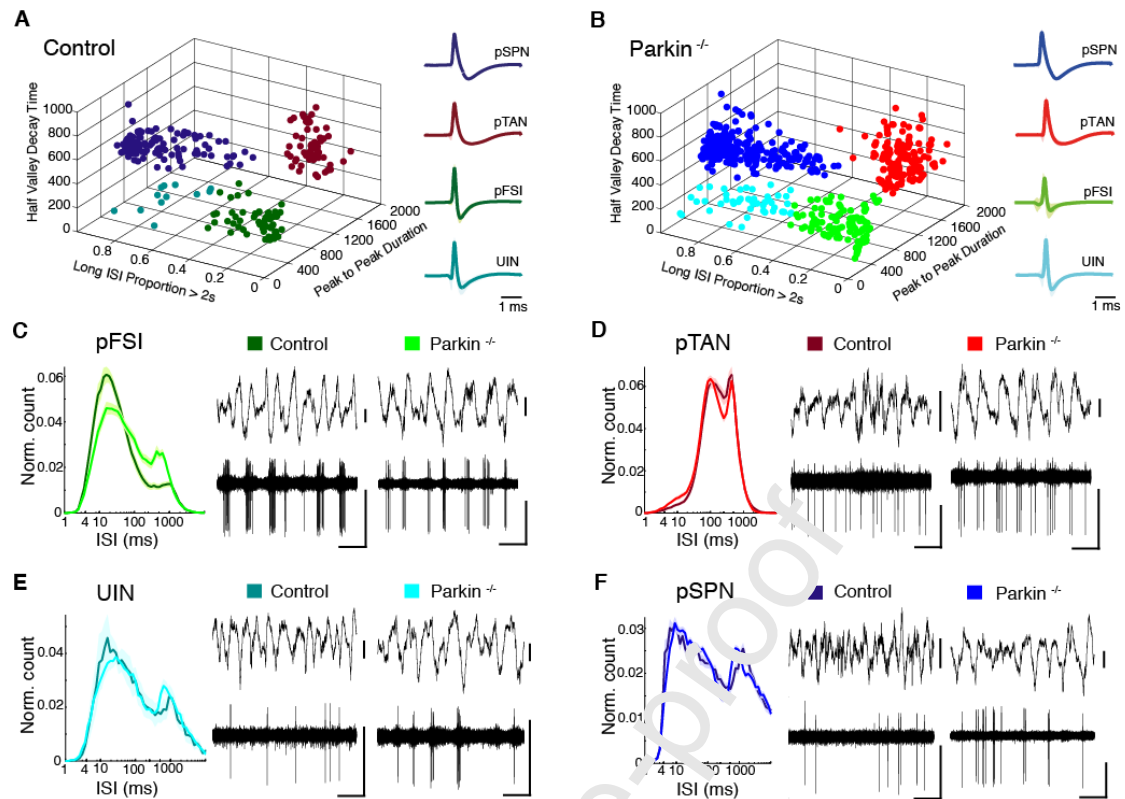 A
Control
Half Valley Decay Time
1000
800
600
400
200
0
0.8
0.6
0.4
0.2
0
Long ISI Proportion > 2s
0
400
800
1200
1600
2000
Peak to Peak Duration
pSPN
pTAN
pFSI
UIN
1 ms
B
Parkin -/-
Half Valley Decay Time
1000
800
600
400
200
0
0.8
0.6
0.4
0.2
0
Long ISI Proportion > 2s
0
400
800
1200
1600
2000
Peak to Peak Duration
pSPN
pTAN
pFSI
UIN
1 ms
C
pFSI
Control
Parkin -/-
Norm. count
0.06
0.04
0.02
0
1 4 10 100 1000
ISI (ms)
D
pTAN
Control
Parkin -/-
Norm. count
0.06
0.04
0.02
0
1 4 10 100 1000
ISI (ms)
E
UIN
Control
Parkin -/-
Norm. count
0.04
0.02
0
1 4 10 100 1000
ISI (ms)
F
pSPN
Control
Parkin -/-
Norm. count
0.03
0.02
0.01
0
1 4 10 100 1000
ISI (ms)
e-proof